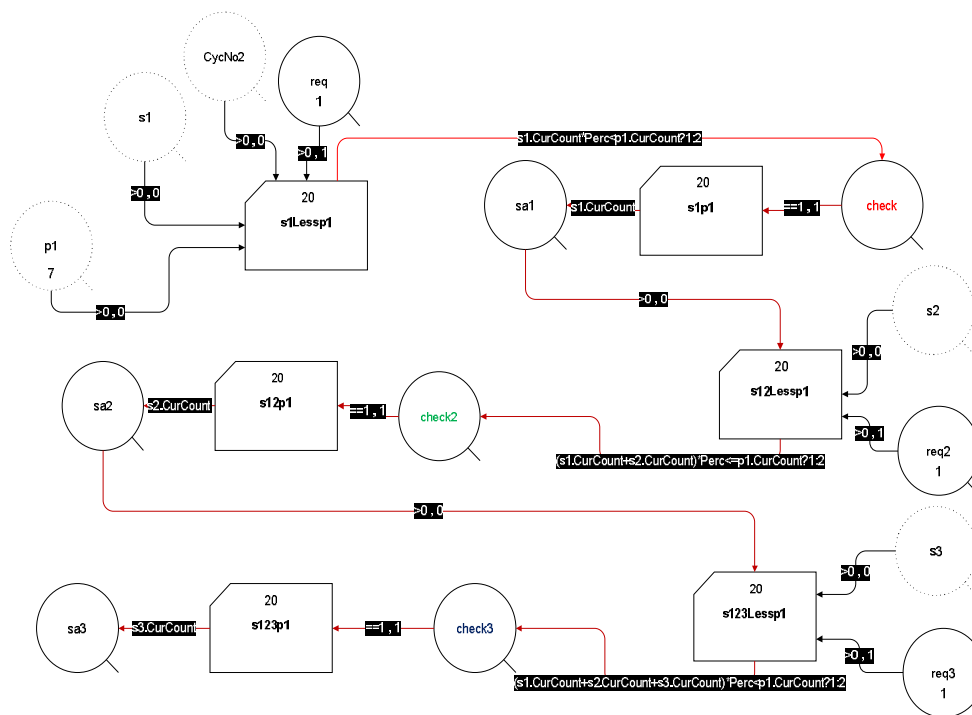 CycNo2
req
1
s1
>0,0
>0,1
>0,0
s1.CurCount*Perc<p1.CurCount?1:2
20
s1Lessp1
p1
7
>0,0
sa1
s1.CurCount
20
s1p1
==1,1
check
>0,0
s2
>0,0
20
s12Lessp1
>0,1
req2
1
sa2
s2.CurCount
20
s12p1
==1,1
check2
(s1.CurCount+s2.CurCount)*Perc<=p1.CurCount?1:2
>0,0
s3
>0,0
20
s123Lessp1
>0,1
req3
1
sa3
s3.CurCount
20
s123p1
==1,1
check3
(s1.CurCount+s2.CurCount+s3.CurCount)*Perc<p1.CurCount?1:2